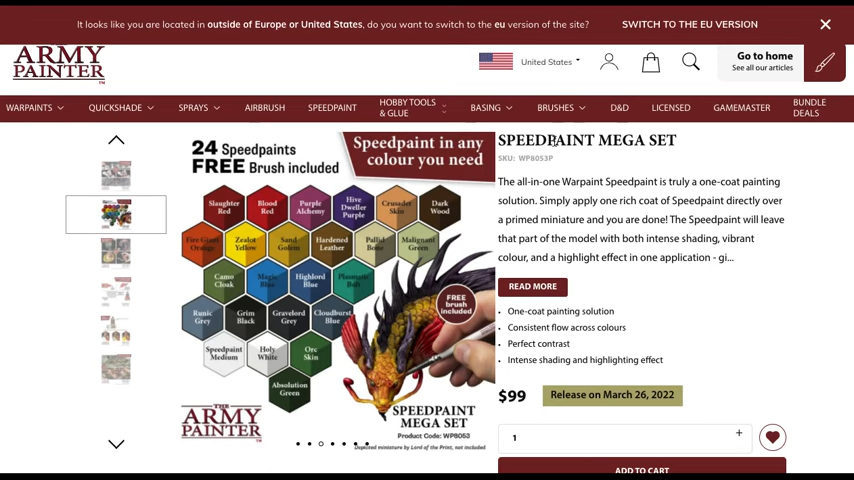 It looks like you are located in outside of Europe or United States, do you want to switch to the eu version of the site?
SWITCH TO THE EU VERSION
ARMY
PAINTER
United States
Go to home
See all our articles
WARPAINTS
QUICKSHADE
SPRAYS
AIRBRUSH
SPEEDPAINT
HOBBY TOOLS
& GLUE
BASING
BRUSHES
D&D
LICENSED
GAMEMASTER
BUNDLE
DEALS
24 Speedpaints
FREE Brush included
Speedpaint in any
colour you need
Slaughter
Red
Blood
Red
Purple
Alchemy
Hive
Dweller
Purple
Crusader
Skin
Dark
Wood
Fire Giant
Orange
Zealot
Yellow
Sand
Golem
Hardened
Leather
Pallid
Bone
Malignant
Green
Camo
Cloak
Magic
Blue
Highlord
Blue
Plasmatic
Bolt
Runic
Grey
Grim
Black
Gravelord
Grey
Cloudburst
Blue
FREE
brush
included
Speedpaint
Medium
Holy
White
Orc
Skin
Absolution
Green
THE
ARMY
PAINTER
SPEEDPAINT
MEGA SET
Product Code: WP8053
Depicted miniature by Lord of the Print, not included
SPEEDPAINT MEGA SET
SKU: WP8053P
The all-in-one Warpaint Speedpaint is truly a one-coat painting
solution. Simply apply one rich coat of Speedpaint directly over
a primed miniature and you are done! The Speedpaint will leave
that part of the model with both intense shading, vibrant
colour, and a highlight effect in one application - gi...
READ MORE
One-coat painting solution
Consistent flow across colours
Perfect contrast
Intense shading and highlighting effect
$99
Release on March 26, 2022
1
+
ADD TO CART